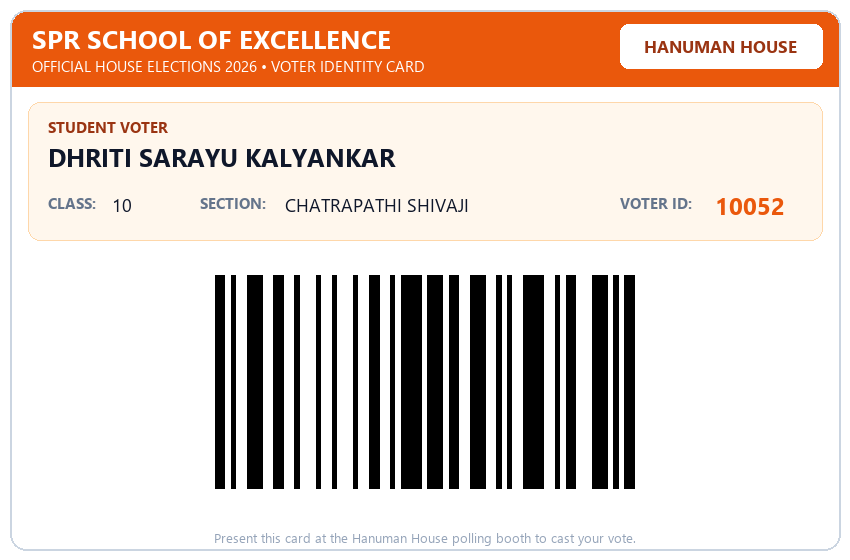 SPR SCHOOL OF EXCELLENCE
OFFICIAL HOUSE ELECTIONS 2026 • VOTER IDENTITY CARD
HANUMAN HOUSE
STUDENT VOTER
DHRITI SARAYU KALYANKAR
CLASS: 10 SECTION: CHATRAPATHI SHIVAJI VOTER ID: 10052
Present this card at the Hanuman House polling booth to cast your vote.